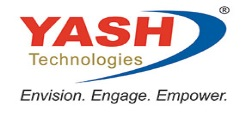 YASH®
Technologies
Envision. Engage. Empower.